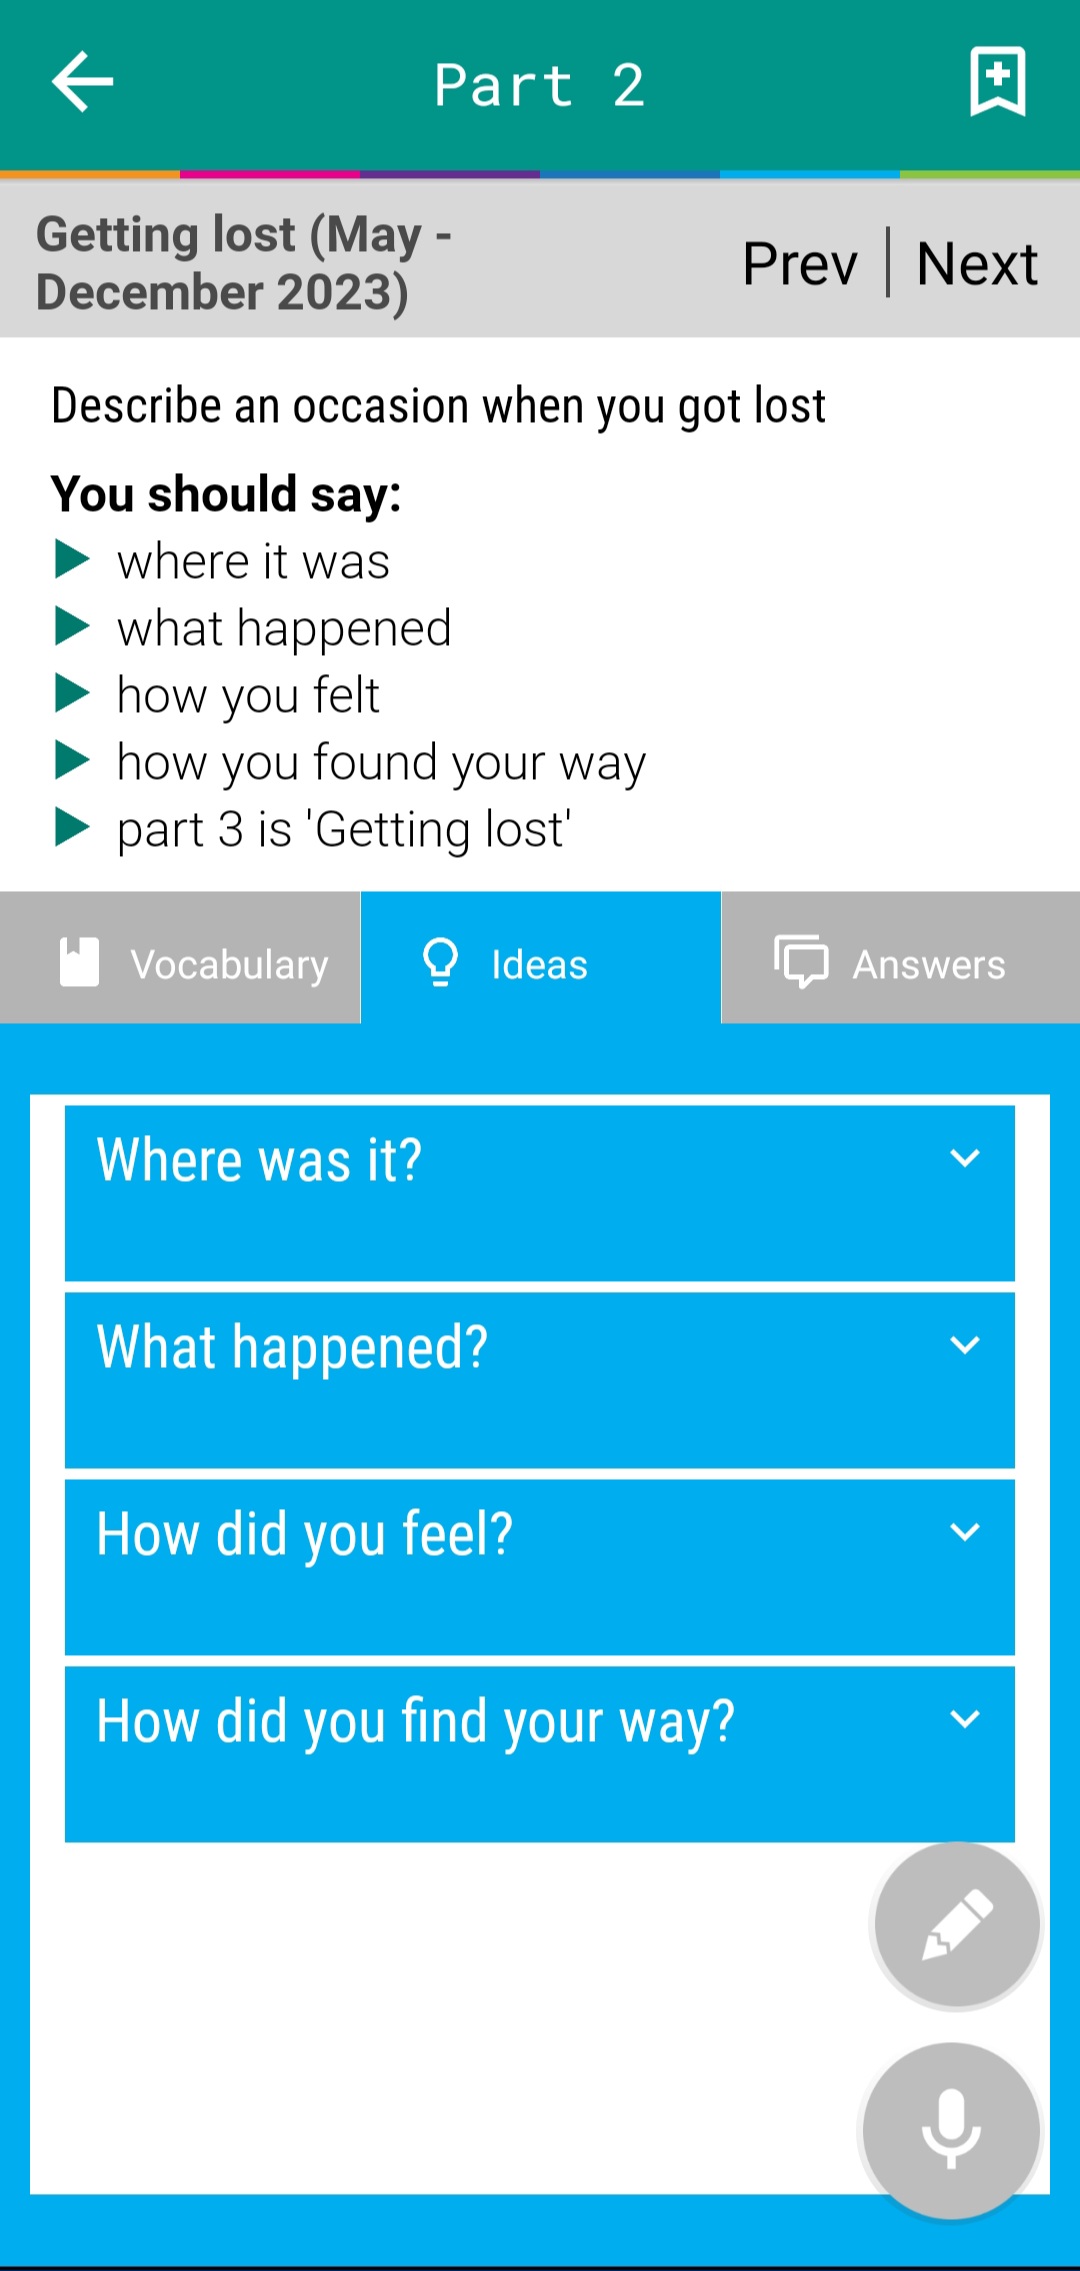 Part 2
Getting lost (May -
December 2023)
Prev | Next
Describe an occasion when you got lost
You should say:
where it was
what happened
how you felt
how you found your way
part 3 is 'Getting lost'
Vocabulary
Ideas
Answers
Where was it?
What happened?
How did you feel?
How did you find your way?